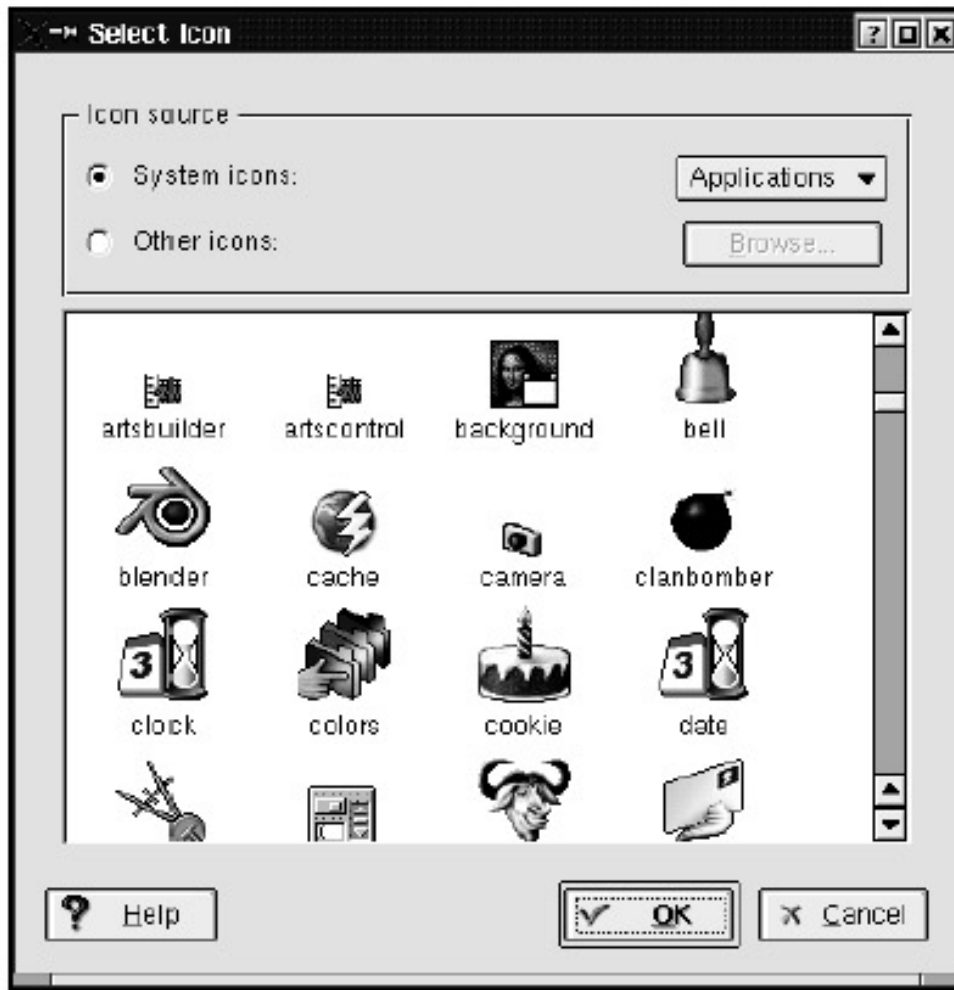 Select Icon
Icon source
System icons: Applications
Other icons: Browse...
artsbuilder artscontrol background bell
blender cache camera clanbomber
3 3
clock colors cookie date
Help OK Cancel